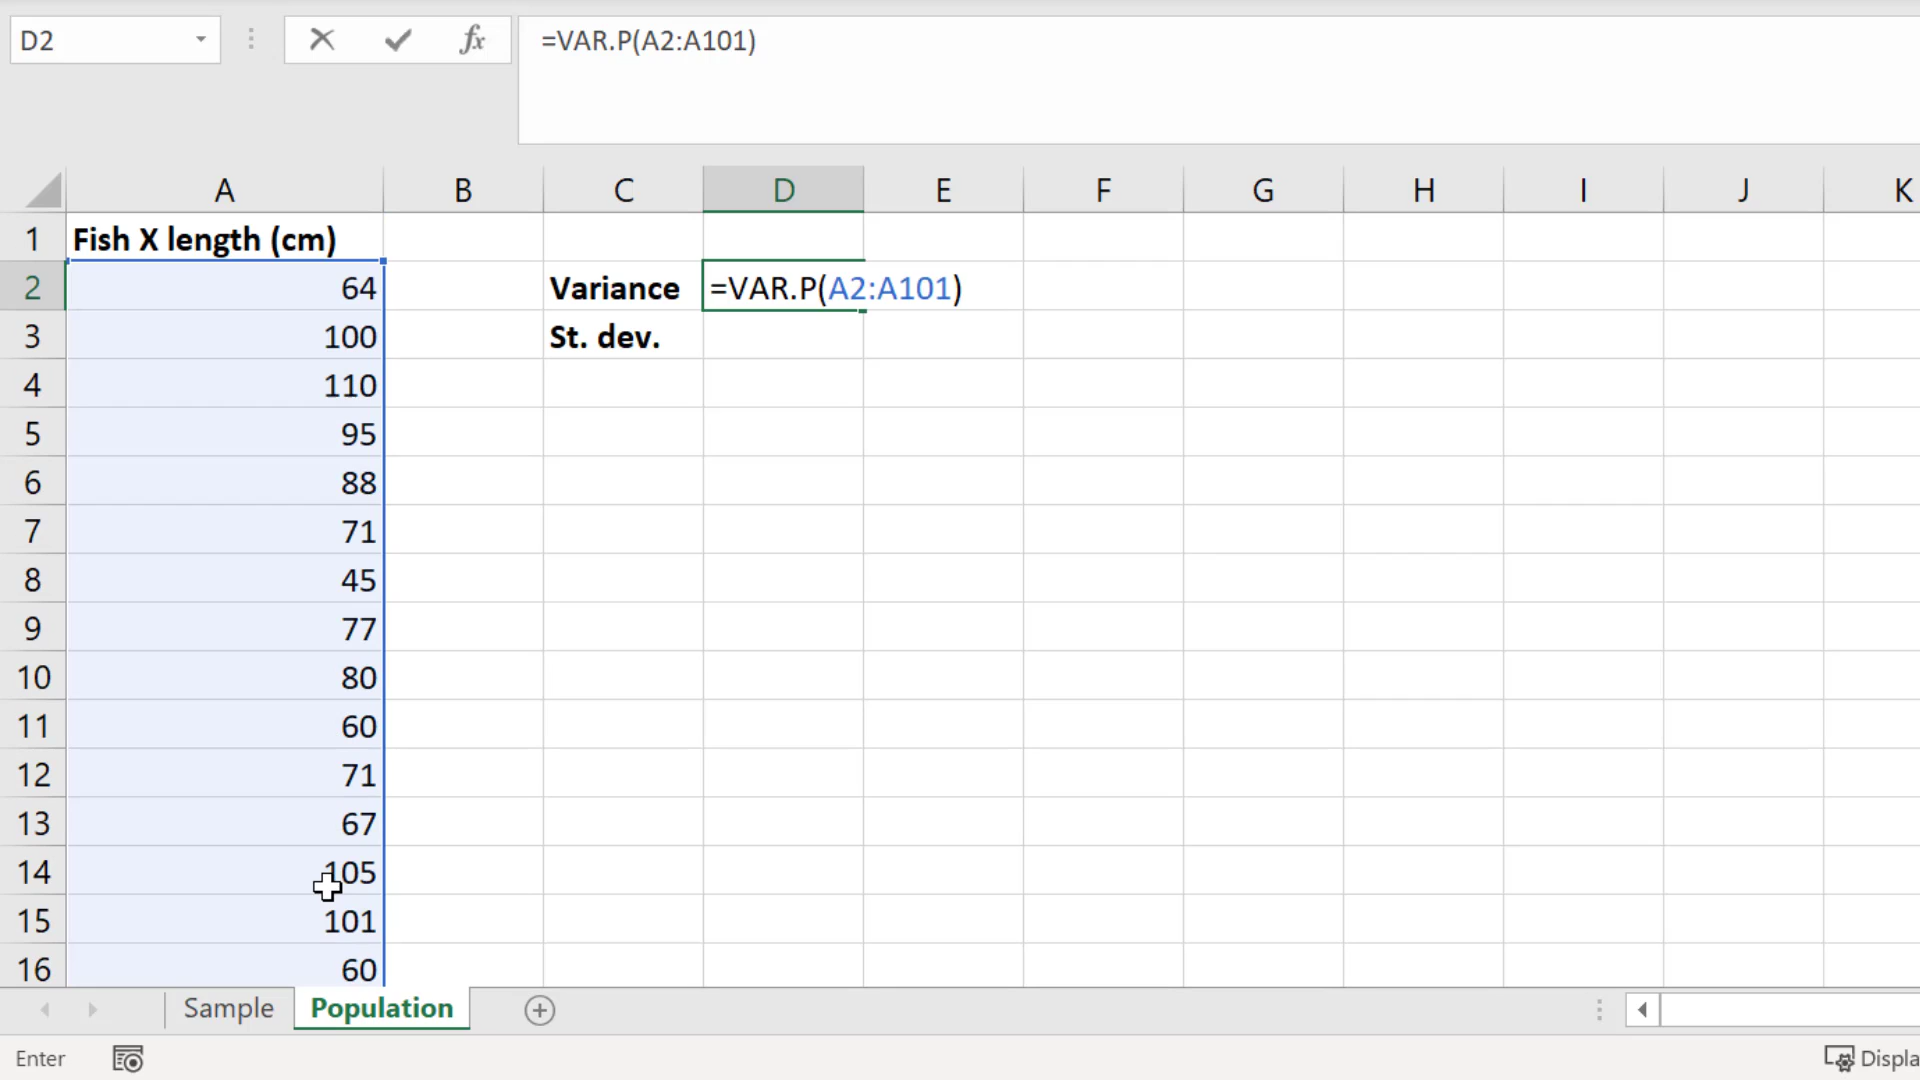 D2 fx =VAR.P(A2:A101)
A B C D E F G H I J K
1 Fish X length (cm)
2 64 Variance =VAR.P(A2:A101)
3 100 St. dev.
4 110
5 95
6 88
7 71
8 45
9 77
10 80
11 60
12 71
13 67
14 105
15 101
16 60
Sample Population
Enter Displa